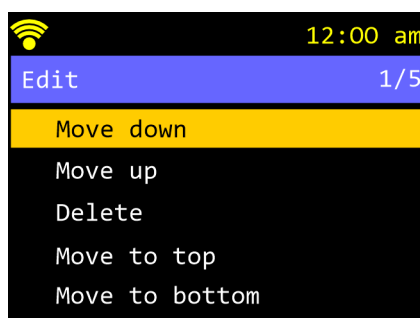 12:00 am
Edit 1/5
Move down
Move up
Delete
Move to top
Move to bottom